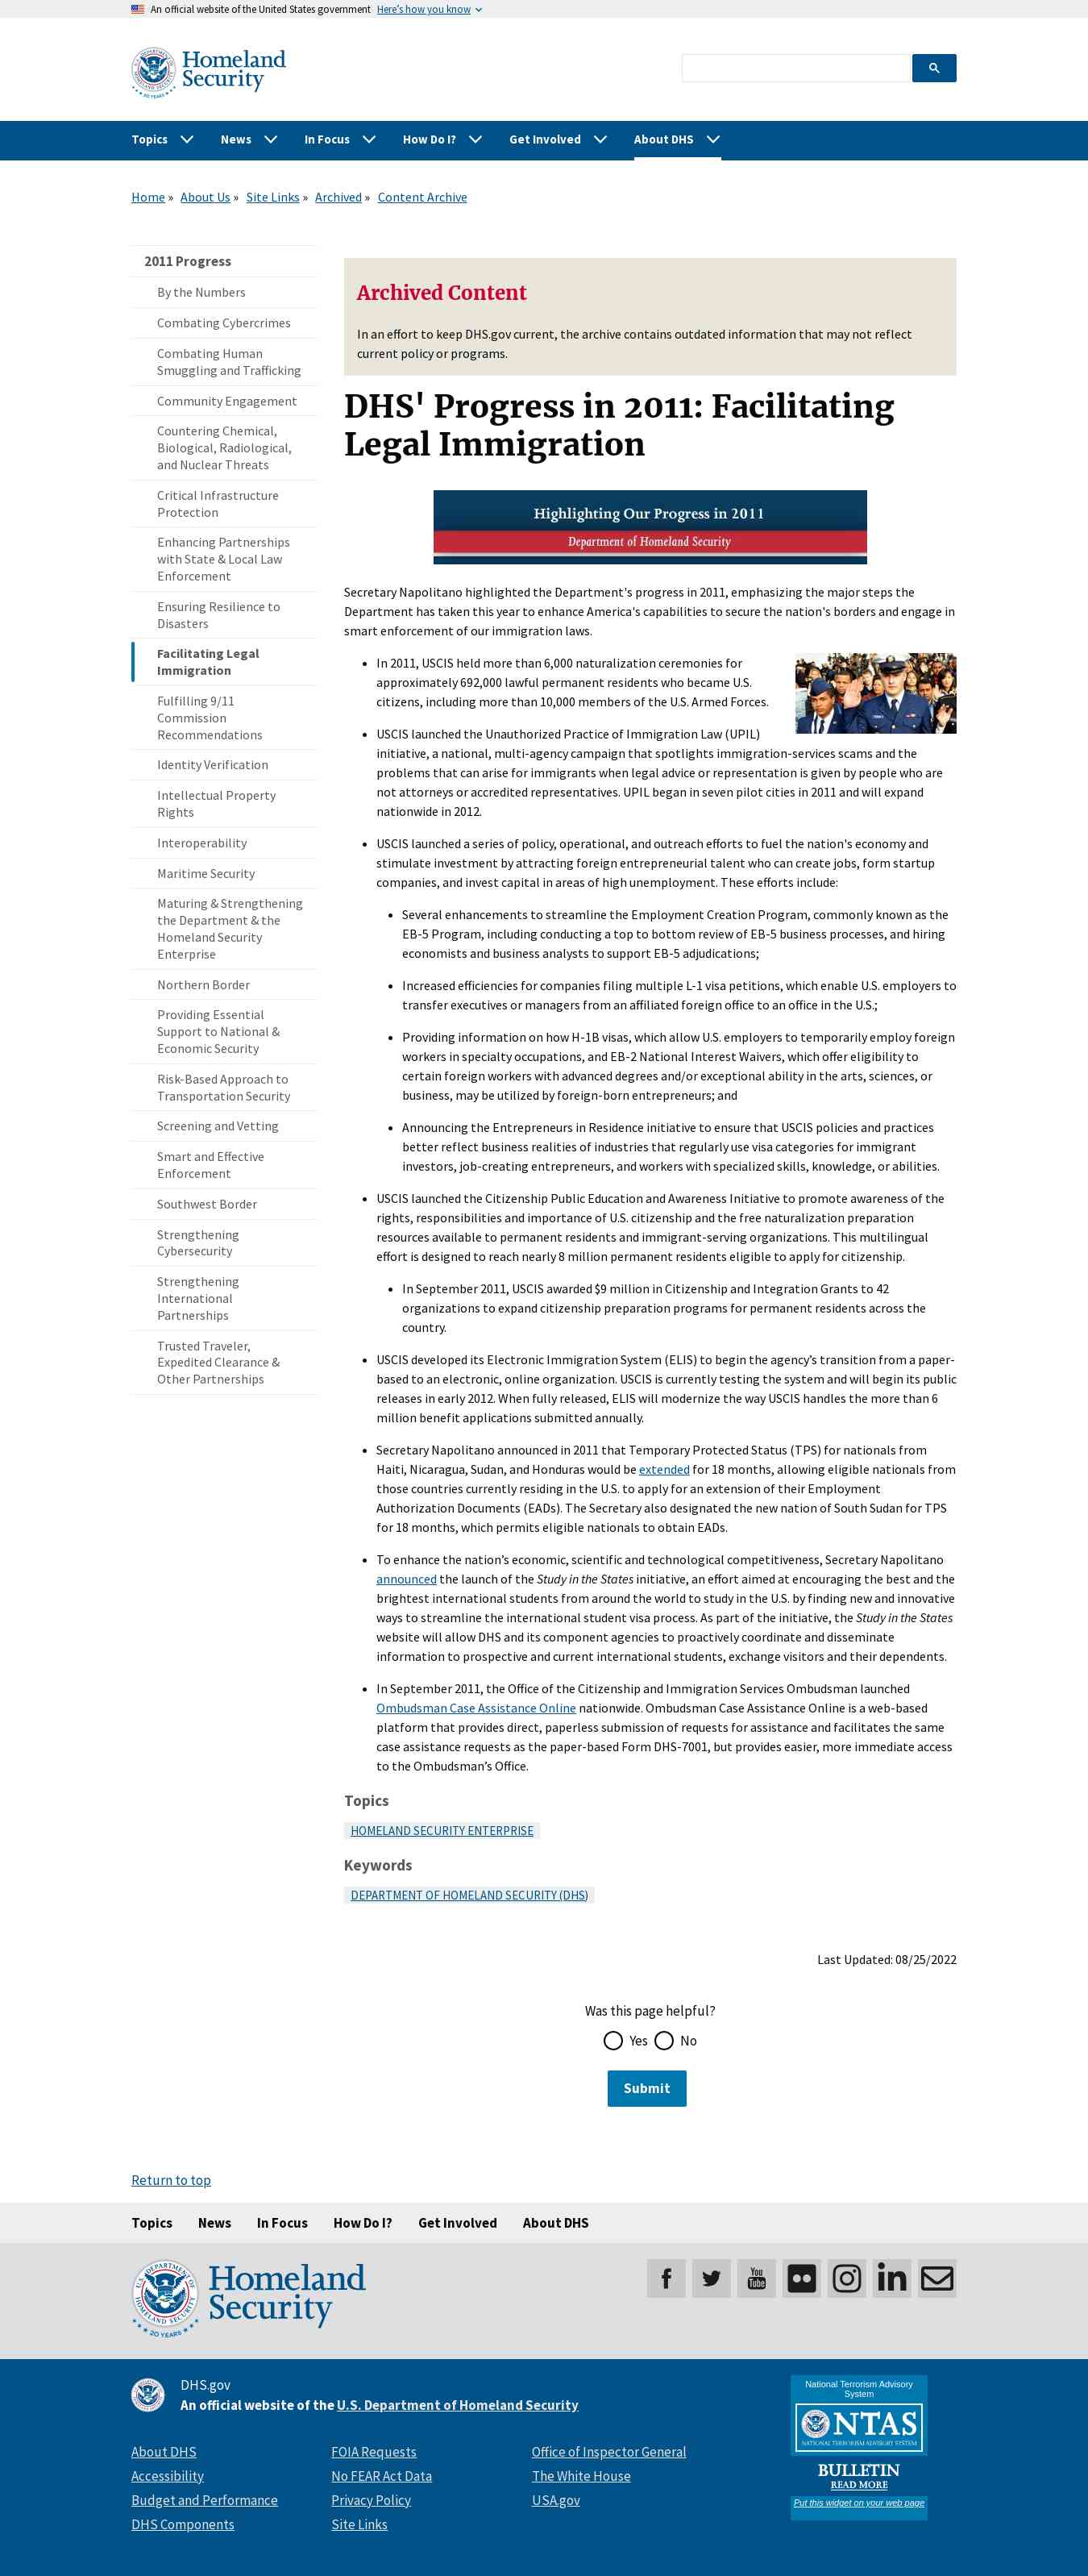 An official website of the United States government Here's how you know
Homeland
Security
Topics News In Focus How Do I? Get Involved About DHS
Home » About Us » Site Links » Archived » Content Archive
2011 Progress
By the Numbers
Combating Cybercrimes
Combating Human
Smuggling and Trafficking
Community Engagement
Countering Chemical,
Biological, Radiological,
and Nuclear Threats
Critical Infrastructure
Protection
Enhancing Partnerships
with State & Local Law
Enforcement
Ensuring Resilience to
Disasters
Facilitating Legal
Immigration
Fulfilling 9/11
Commission
Recommendations
Identity Verification
Intellectual Property
Rights
Interoperability
Maritime Security
Maturing & Strengthening
the Department & the
Homeland Security
Enterprise
Northern Border
Providing Essential
Support to National &
Economic Security
Risk-Based Approach to
Transportation Security
Screening and Vetting
Smart and Effective
Enforcement
Southwest Border
Strengthening
Cybersecurity
Strengthening
International
Partnerships
Trusted Traveler,
Expedited Clearance &
Other Partnerships
Archived Content
In an effort to keep DHS.gov current, the archive contains outdated information that may not reflect
current policy or programs.
DHS' Progress in 2011: Facilitating
Legal Immigration
Highlighting Our Progress in 2011
Department of Homeland Security
Secretary Napolitano highlighted the Department's progress in 2011, emphasizing the major steps the
Department has taken this year to enhance America's capabilities to secure the nation's borders and engage in
smart enforcement of our immigration laws.
In 2011, USCIS held more than 6,000 naturalization ceremonies for
approximately 692,000 lawful permanent residents who became U.S.
citizens, including more than 10,000 members of the U.S. Armed Forces.
USCIS launched the Unauthorized Practice of Immigration Law (UPIL)
initiative, a national, multi-agency campaign that spotlights immigration-services scams and the
problems that can arise for immigrants when legal advice or representation is given by people who are
not attorneys or accredited representatives. UPIL began in seven pilot cities in 2011 and will expand
nationwide in 2012.
USCIS launched a series of policy, operational, and outreach efforts to fuel the nation's economy and
stimulate investment by attracting foreign entrepreneurial talent who can create jobs, form startup
companies, and invest capital in areas of high unemployment. These efforts include:
Several enhancements to streamline the Employment Creation Program, commonly known as the
EB-5 Program, including conducting a top to bottom review of EB-5 business processes, and hiring
economists and business analysts to support EB-5 adjudications;
Increased efficiencies for companies filing multiple L-1 visa petitions, which enable U.S. employers to
transfer executives or managers from an affiliated foreign office to an office in the U.S.;
Providing information on how H-1B visas, which allow U.S. employers to temporarily employ foreign
workers in specialty occupations, and EB-2 National Interest Waivers, which offer eligibility to
certain foreign workers with advanced degrees and/or exceptional ability in the arts, sciences, or
business, may be utilized by foreign-born entrepreneurs; and
Announcing the Entrepreneurs in Residence initiative to ensure that USCIS policies and practices
better reflect business realities of industries that regularly use visa categories for immigrant
investors, job-creating entrepreneurs, and workers with specialized skills, knowledge, or abilities.
USCIS launched the Citizenship Public Education and Awareness Initiative to promote awareness of the
rights, responsibilities and importance of U.S. citizenship and the free naturalization preparation
resources available to permanent residents and immigrant-serving organizations. This multilingual
effort is designed to reach nearly 8 million permanent residents eligible to apply for citizenship.
In September 2011, USCIS awarded $9 million in Citizenship and Integration Grants to 42
organizations to expand citizenship preparation programs for permanent residents across the
country.
USCIS developed its Electronic Immigration System (ELIS) to begin the agency’s transition from a paper-
based to an electronic, online organization. USCIS is currently testing the system and will begin its public
releases in early 2012. When fully released, ELIS will modernize the way USCIS handles the more than 6
million benefit applications submitted annually.
Secretary Napolitano announced in 2011 that Temporary Protected Status (TPS) for nationals from
Haiti, Nicaragua, Sudan, and Honduras would be extended for 18 months, allowing eligible nationals from
those countries currently residing in the U.S. to apply for an extension of their Employment
Authorization Documents (EADs). The Secretary also designated the new nation of South Sudan for TPS
for 18 months, which permits eligible nationals to obtain EADs.
To enhance the nation’s economic, scientific and technological competitiveness, Secretary Napolitano
announced the launch of the Study in the States initiative, an effort aimed at encouraging the best and the
brightest international students from around the world to study in the U.S. by finding new and innovative
ways to streamline the international student visa process. As part of the initiative, the Study in the States
website will allow DHS and its component agencies to proactively coordinate and disseminate
information to prospective and current international students, exchange visitors and their dependents.
In September 2011, the Office of the Citizenship and Immigration Services Ombudsman launched
Ombudsman Case Assistance Online nationwide. Ombudsman Case Assistance Online is a web-based
platform that provides direct, paperless submission of requests for assistance and facilitates the same
case assistance requests as the paper-based Form DHS-7001, but provides easier, more immediate access
to the Ombudsman’s Office.
Topics
HOMELAND SECURITY ENTERPRISE
Keywords
DEPARTMENT OF HOMELAND SECURITY (DHS)
Last Updated: 08/25/2022
Was this page helpful?
Yes No
Submit
Return to top
Topics News In Focus How Do I? Get Involved About DHS
U.S. DEPARTMENT OF HOMELAND SECURITY
20 YEARS
Homeland
Security
You Tube
DHS.gov
An official website of the U.S. Department of Homeland Security
About DHS FOIA Requests Office of Inspector General
Accessibility No FEAR Act Data The White House
Budget and Performance Privacy Policy USA.gov
DHS Components Site Links
National Terrorism Advisory
System
NTAS
NATIONAL TERRORISM ADVISORY SYSTEM
BULLETIN
READ MORE
Put this widget on your web page